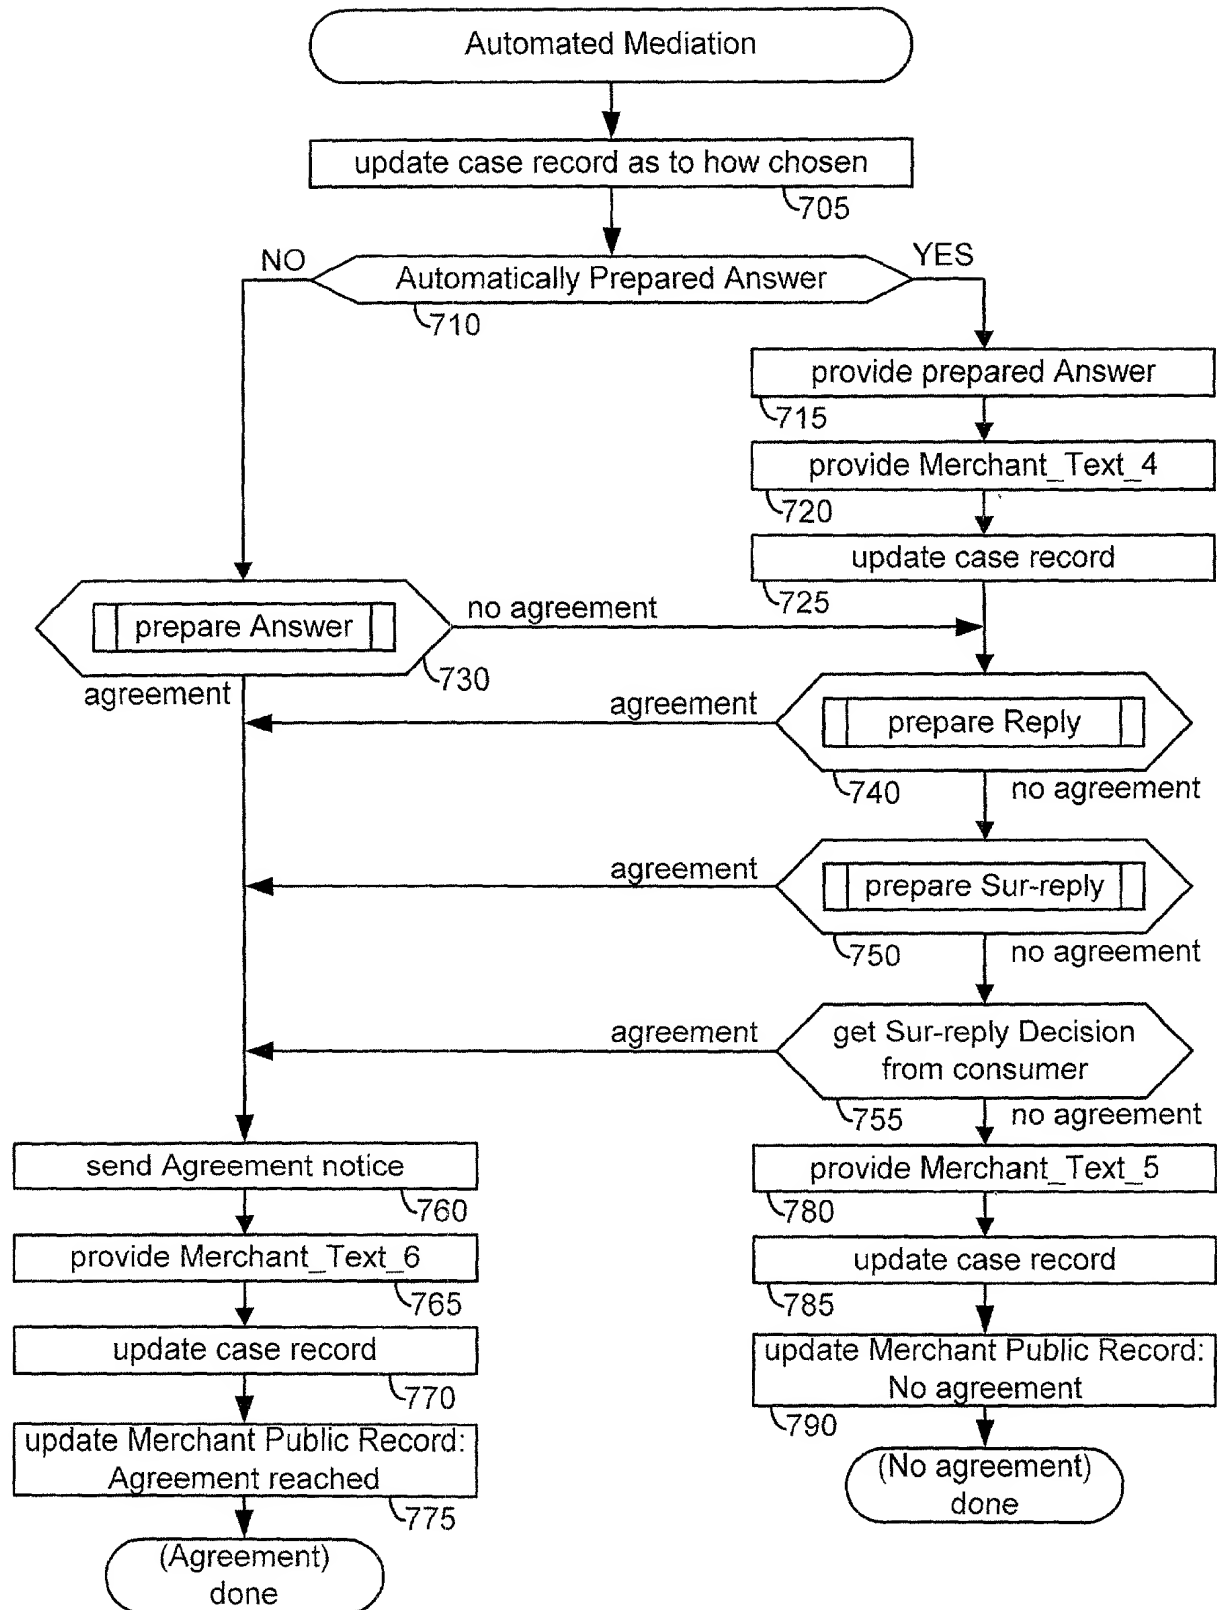 Automated Mediation
update case record as to how chosen
705
NO
YES
Automatically Prepared Answer
710
provide prepared Answer
715
provide Merchant_Text_4
720
update case record
725
prepare Answer
no agreement
730
agreement
agreement
prepare Reply
740
no agreement
agreement
prepare Sur-reply
750
no agreement
agreement
get Sur-reply Decision
from consumer
755
no agreement
send Agreement notice
760
provide Merchant_Text_5
780
provide Merchant_Text_6
765
update case record
785
update case record
770
update Merchant Public Record:
No agreement
790
update Merchant Public Record:
Agreement reached
775
(No agreement)
done
(Agreement)
done